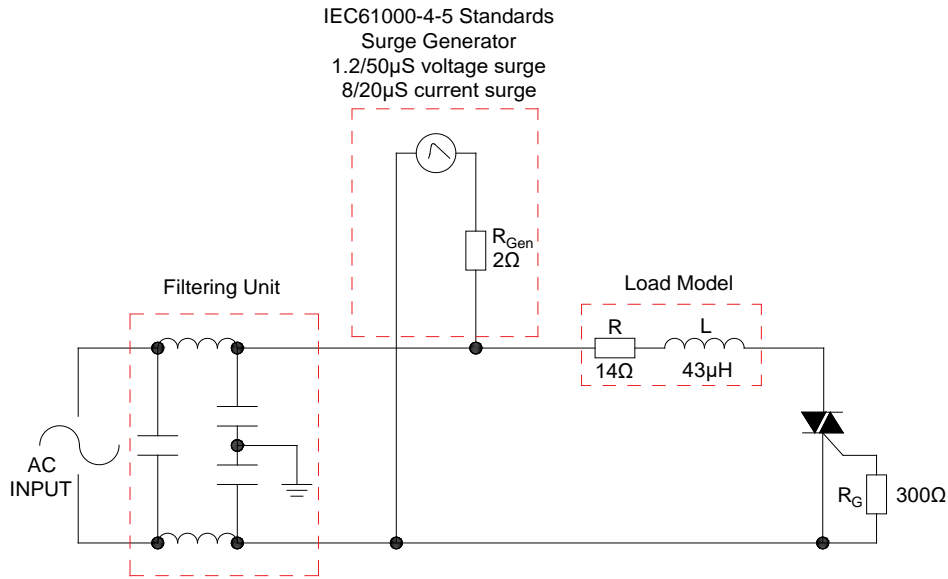 IEC61000-4-5 Standards
Surge Generator
1.2/50µS voltage surge
8/20µS current surge
RGen
2Ω
Filtering Unit
Load Model
R
L
14Ω
43µH
AC
INPUT
RG
300Ω